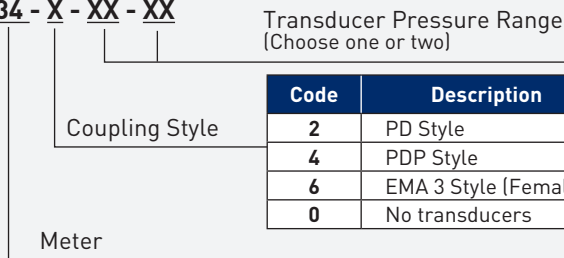 34 - X - XX - XX
Transducer Pressure Range
(Choose one or two)
Code Description
Coupling Style
2 PD Style
4 PDP Style
6 EMA 3 Style
0 No transducers
Meter